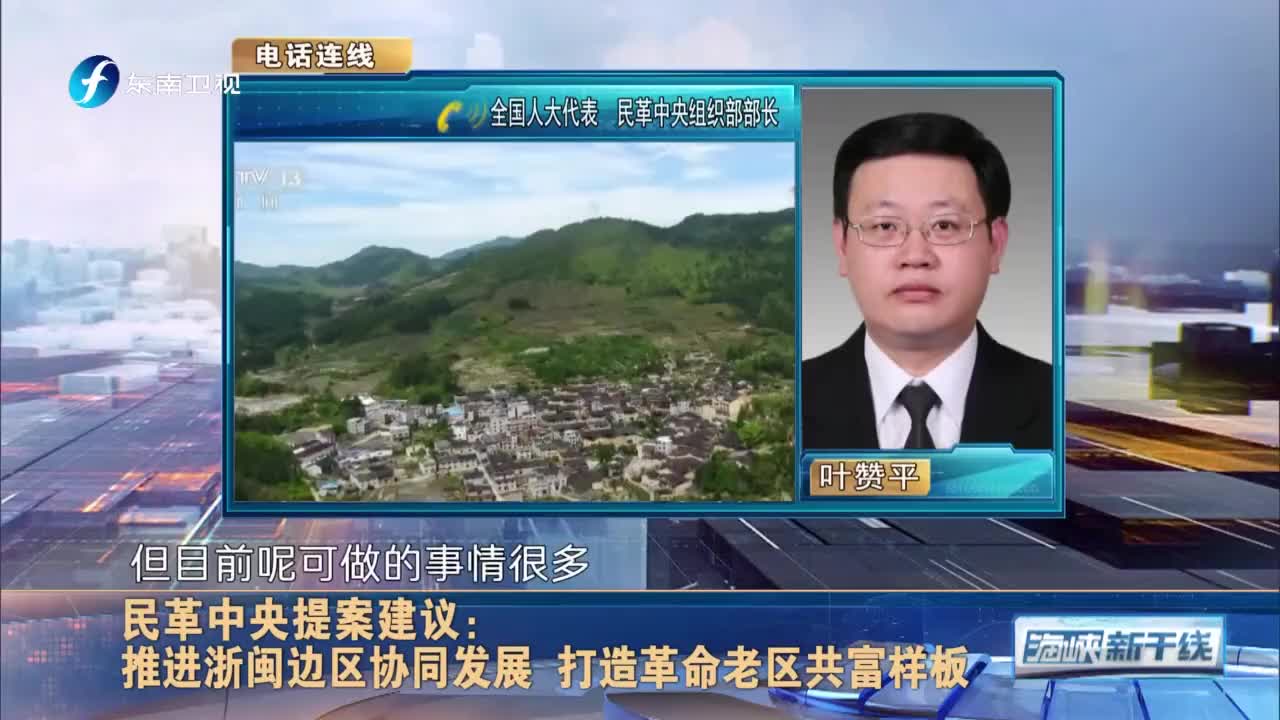 电话连线
东南卫视
全国人大代表 民革中央组织部部长
13
叶赞平
但目前呢可做的事情很多
民革中央提案建议：
推进浙闽边区协同发展 打造革命老区共富样板
海峡新干线